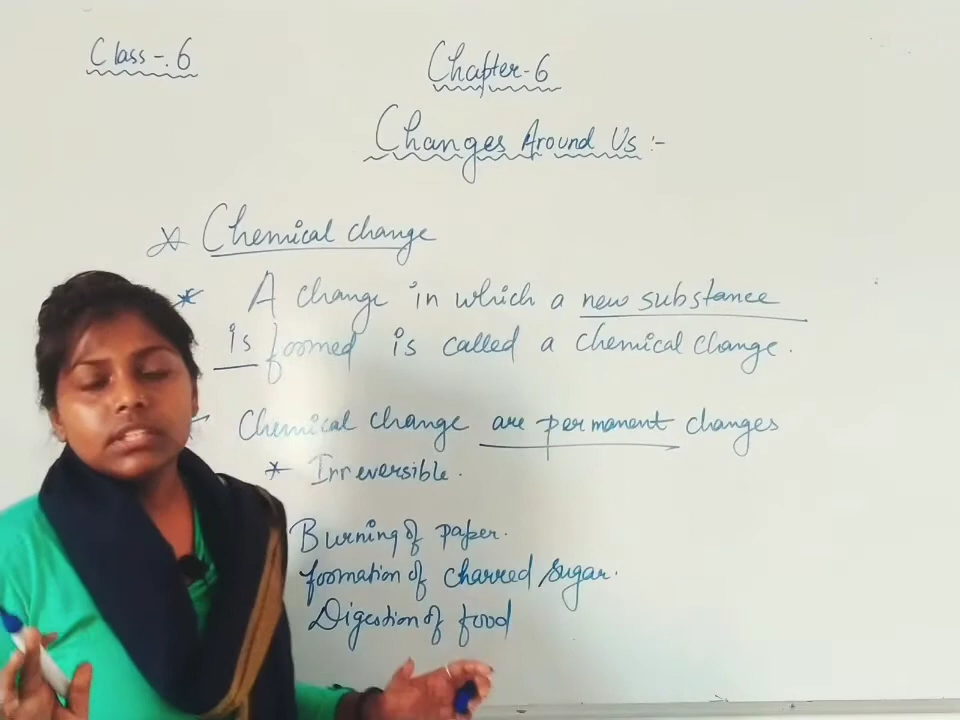 Class-.6
Chapter-6
Changes Around Us :-
* Chemical change
* A change in which a new substance
is formed is called a chemical change.
Chemical change are permanent changes
* Irreversible.
Burning of paper.
formation of charred sugar.
Digestion of food